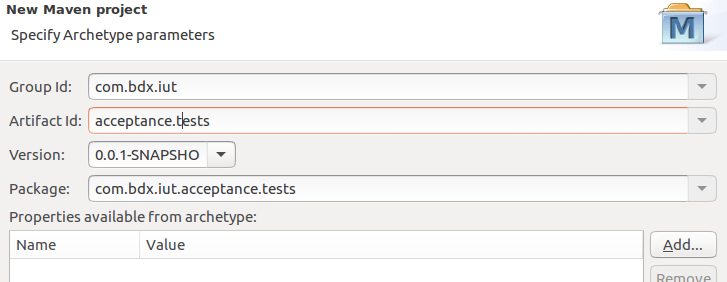 New Maven project
Specify Archetype parameters
M
Group Id: com.bdx.iut
Artifact Id: acceptance.tests
Version: 0.0.1-SNAPSHO
Package: com.bdx.iut.acceptance.tests
Properties available from archetype:
Name Value Add...
Remove